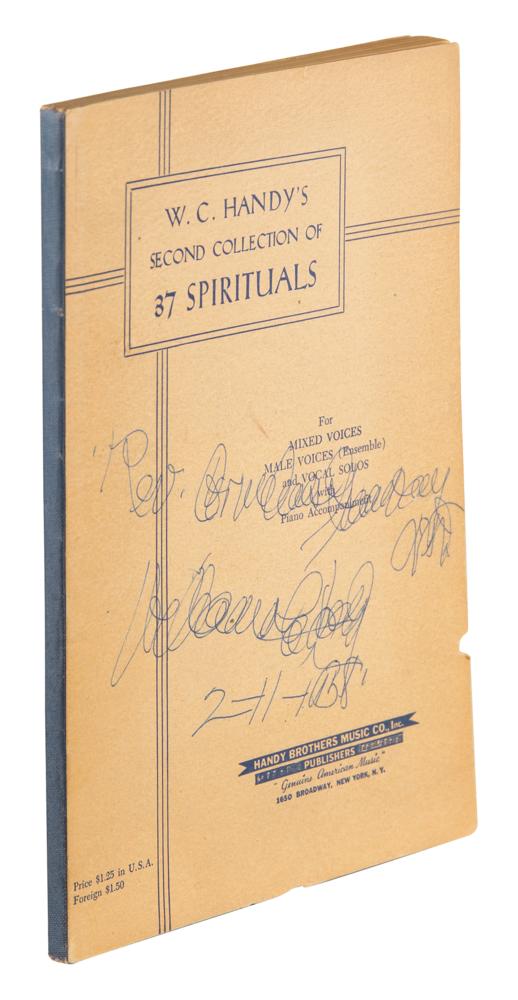 W. C. HANDY'S
SECOND COLLECTION OF
37 SPIRITUALS
For
MIXED VOICES
MALE VOICES (Ensemble)
and VOCAL SOLOS
with
Piano Accompaniment
"Rev.
2-11-1958"
HANDY BROTHERS MUSIC CO., Inc.
PUBLISHERS
"Genuine American Music"
1650 BROADWAY, NEW YORK, N. Y.
Price $1.25 in U.S.A.
Foreign $1.50